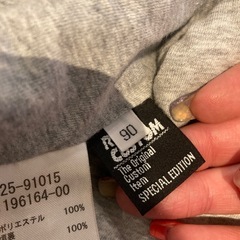 90
CUSTOM
The Original
Custom
Item
SPECIAL EDITION
25-91015
196164-00
ポリエステル 100%
100%